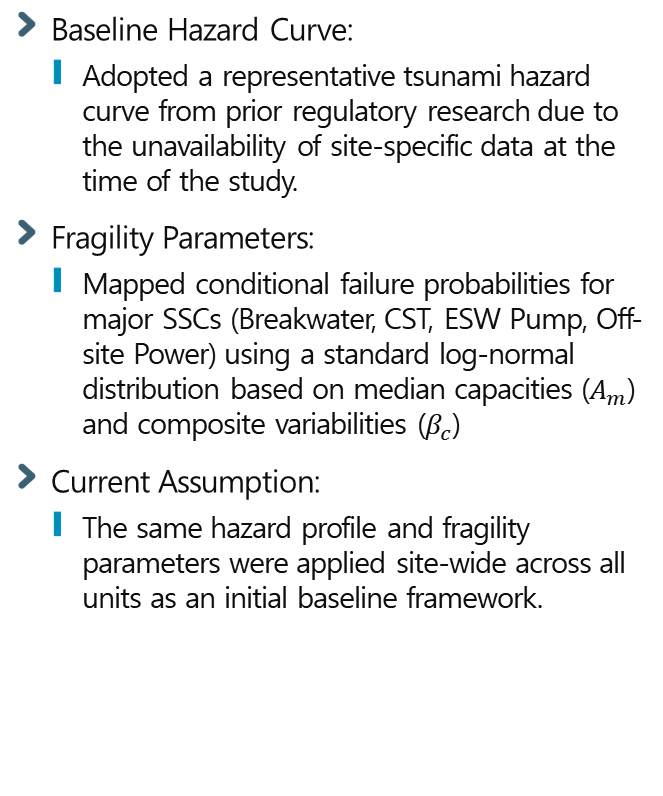 Baseline Hazard Curve:
Adopted a representative tsunami hazard
curve from prior regulatory research due to
the unavailability of site-specific data at the
time of the study.
Fragility Parameters:
Mapped conditional failure probabilities for
major SSCs (Breakwater, CST, ESW Pump, Off-
site Power) using a standard log-normal
distribution based on median capacities (𝐴𝑚)
and composite variabilities (𝛽𝑐)
Current Assumption:
The same hazard profile and fragility
parameters were applied site-wide across all
units as an initial baseline framework.